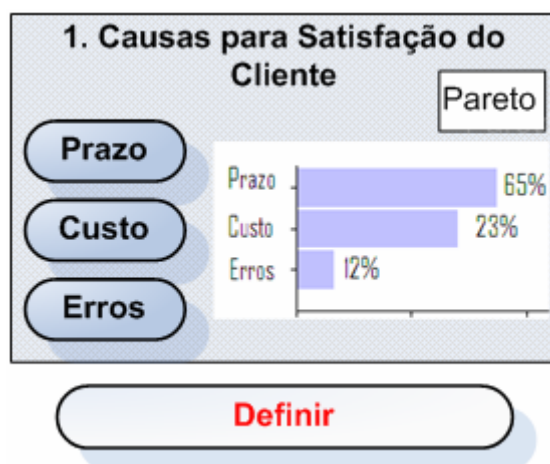 1. Causas para Satisfação do
Cliente
Pareto
Prazo
Custo
Erros
Prazo 65%
Custo 23%
Erros 12%
Definir